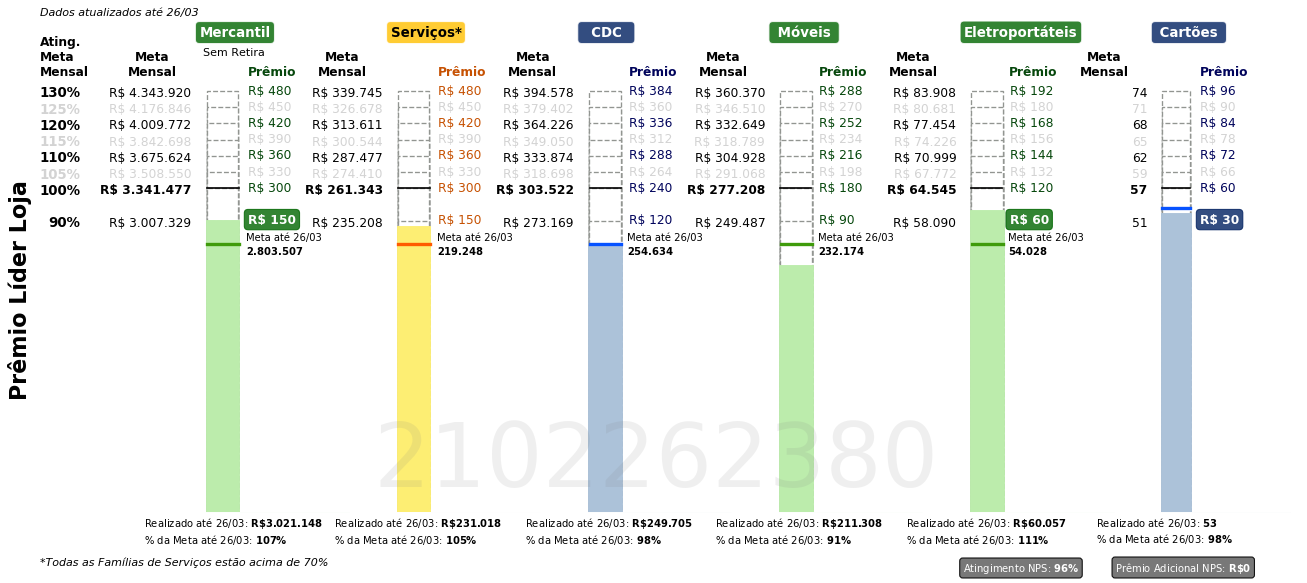 Dados atualizados até 26/03
Mercantil Serviços* CDC Móveis Eletroportáteis Cartões
Sem Retira
Ating. Meta Mensal
Meta Mensal Prêmio Meta Mensal Prêmio Meta Mensal Prêmio Meta Mensal Prêmio Meta Mensal Prêmio Meta Mensal Prêmio
130% R$ 4.343.920 R$ 480 R$ 339.745 R$ 480 R$ 394.578 R$ 384 R$ 360.370 R$ 288 R$ 83.908 R$ 192 74 R$ 96
125% R$ 4.176.846 R$ 450 R$ 326.678 R$ 450 R$ 379.402 R$ 360 R$ 346.510 R$ 270 R$ 80.681 R$ 180 71 R$ 90
120% R$ 4.009.772 R$ 420 R$ 313.611 R$ 420 R$ 364.226 R$ 336 R$ 332.649 R$ 252 R$ 77.454 R$ 168 68 R$ 84
115% R$ 3.842.698 R$ 390 R$ 300.544 R$ 390 R$ 349.050 R$ 312 R$ 318.789 R$ 234 R$ 74.226 R$ 156 65 R$ 78
110% R$ 3.675.624 R$ 360 R$ 287.477 R$ 360 R$ 333.874 R$ 288 R$ 304.928 R$ 216 R$ 70.999 R$ 144 62 R$ 72
105% R$ 3.508.550 R$ 330 R$ 274.410 R$ 330 R$ 318.698 R$ 264 R$ 291.068 R$ 198 R$ 67.772 R$ 132 59 R$ 66
100% R$ 3.341.477 R$ 300 R$ 261.343 R$ 300 R$ 303.522 R$ 240 R$ 277.208 R$ 180 R$ 64.545 R$ 120 57 R$ 60
90% R$ 3.007.329 R$ 150 R$ 235.208 R$ 150 R$ 273.169 R$ 120 R$ 249.487 R$ 90 R$ 58.090 R$ 60 51 R$ 30
Meta até 26/03 Meta até 26/03 Meta até 26/03 Meta até 26/03 Meta até 26/03
2.803.507 219.248 254.634 232.174 54.028
Prêmio Líder Loja
2102262380
Realizado até 26/03: R$3.021.148 Realizado até 26/03: R$231.018 Realizado até 26/03: R$249.705 Realizado até 26/03: R$211.308 Realizado até 26/03: R$60.057 Realizado até 26/03: 53
% da Meta até 26/03: 107% % da Meta até 26/03: 105% % da Meta até 26/03: 98% % da Meta até 26/03: 91% % da Meta até 26/03: 111% % da Meta até 26/03: 98%
*Todas as Famílias de Serviços estão acima de 70%
Atingimento NPS: 96% Prêmio Adicional NPS: R$0